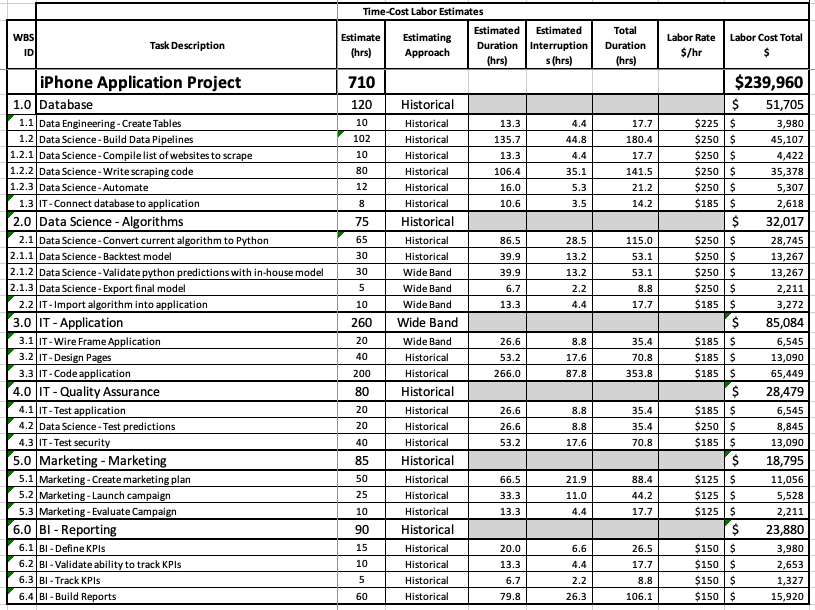 Time-Cost Labor Estimates
WBS ID Task Description Estimate (hrs) Estimating Approach Estimated Duration (hrs) Estimated Interruptions (hrs) Total Duration (hrs) Labor Rate $/hr Labor Cost Total $
iPhone Application Project 710 $239,960
1.0 Database 120 Historical $ 51,705
1.1 Data Engineering - Create Tables 10 Historical 13.3 4.4 17.7 $225 $ 3,980
1.2 Data Science - Build Data Pipelines 102 Historical 135.7 44.8 180.4 $250 $ 45,107
1.2.1 Data Science - Compile list of websites to scrape 10 Historical 13.3 4.4 17.7 $250 $ 4,422
1.2.2 Data Science - Write scraping code 80 Historical 106.4 35.1 141.5 $250 $ 35,378
1.2.3 Data Science - Automate 12 Historical 16.0 5.3 21.2 $250 $ 5,307
1.3 IT - Connect database to application 8 Historical 10.6 3.5 14.2 $185 $ 2,618
2.0 Data Science - Algorithms 75 Historical $ 32,017
2.1 Data Science - Convert current algorithm to Python 65 Historical 86.5 28.5 115.0 $250 $ 28,745
2.1.1 Data Science - Backtest model 30 Historical 39.9 13.2 53.1 $250 $ 13,267
2.1.2 Data Science - Validate python predictions with in-house model 30 Wide Band 39.9 13.2 53.1 $250 $ 13,267
2.1.3 Data Science - Export final model 5 Wide Band 6.7 2.2 8.8 $250 $ 2,211
2.2 IT - Import algorithm into application 10 Wide Band 13.3 4.4 17.7 $185 $ 3,272
3.0 IT - Application 260 Wide Band $ 85,084
3.1 IT - Wire Frame Application 20 Wide Band 26.6 8.8 35.4 $185 $ 6,545
3.2 IT - Design Pages 40 Historical 53.2 17.6 70.8 $185 $ 13,090
3.3 IT - Code application 200 Historical 266.0 87.8 353.8 $185 $ 65,449
4.0 IT - Quality Assurance 80 Historical $ 28,479
4.1 IT - Test application 20 Historical 26.6 8.8 35.4 $185 $ 6,545
4.2 Data Science - Test predictions 20 Historical 26.6 8.8 35.4 $250 $ 8,845
4.3 IT - Test security 40 Historical 53.2 17.6 70.8 $185 $ 13,090
5.0 Marketing - Marketing 85 Historical $ 18,795
5.1 Marketing - Create marketing plan 50 Historical 66.5 21.9 88.4 $125 $ 11,056
5.2 Marketing - Launch campaign 25 Historical 33.3 11.0 44.2 $125 $ 5,528
5.3 Marketing - Evaluate Campaign 10 Historical 13.3 4.4 17.7 $125 $ 2,211
6.0 BI - Reporting 90 Historical $ 23,880
6.1 BI - Define KPIs 15 Historical 20.0 6.6 26.5 $150 $ 3,980
6.2 BI - Validate ability to track KPIs 10 Historical 13.3 4.4 17.7 $150 $ 2,653
6.3 BI - Track KPIs 5 Historical 6.7 2.2 8.8 $150 $ 1,327
6.4 BI - Build Reports 60 Historical 79.8 26.3 106.1 $150 $ 15,920